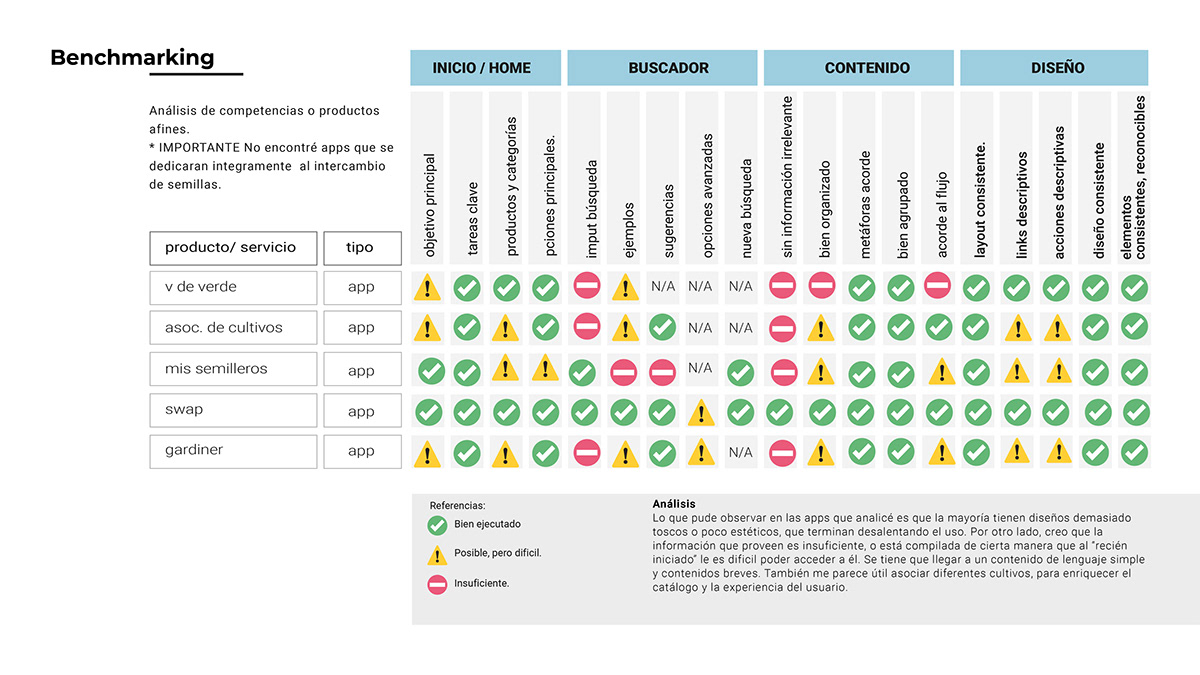 Benchmarking
Análisis de competencias o productos
afines.
* IMPORTANTE No encontré apps que se
dedicaran integramente al intercambio
de semillas.
INICIO / HOME
BUSCADOR
CONTENIDO
DISEÑO
objetivo principal
tareas clave
productos y categorías
pciones principales.
imput búsqueda
ejemplos
sugerencias
opciones avanzadas
nueva búsqueda
sin información irrelevante
bien organizado
metáforas acorde
bien agrupado
acorde al flujo
layout consistente.
links descriptivos
acciones descriptivas
diseño consistente
elementos
consistentes, reconocibles
producto/ servicio tipo
v de verde app N/A N/A N/A
asoc. de cultivos app N/A N/A
mis semilleros app N/A
swap app
gardiner app N/A
Referencias:
Bien ejecutado
Posible, pero dificil.
Insuficiente.
Análisis
Lo que pude observar en las apps que analicé es que la mayoría tienen diseños demasiado
toscos o poco estéticos, que terminan desalentando el uso. Por otro lado, creo que la
información que proveen es insuficiente, o está compilada de cierta manera que al "recién
iniciado" le es dificil poder acceder a él. Se tiene que llegar a un contenido de lenguaje simple
y contenidos breves. También me parece útil asociar diferentes cultivos, para enriquecer el
catálogo y la experiencia del usuario.